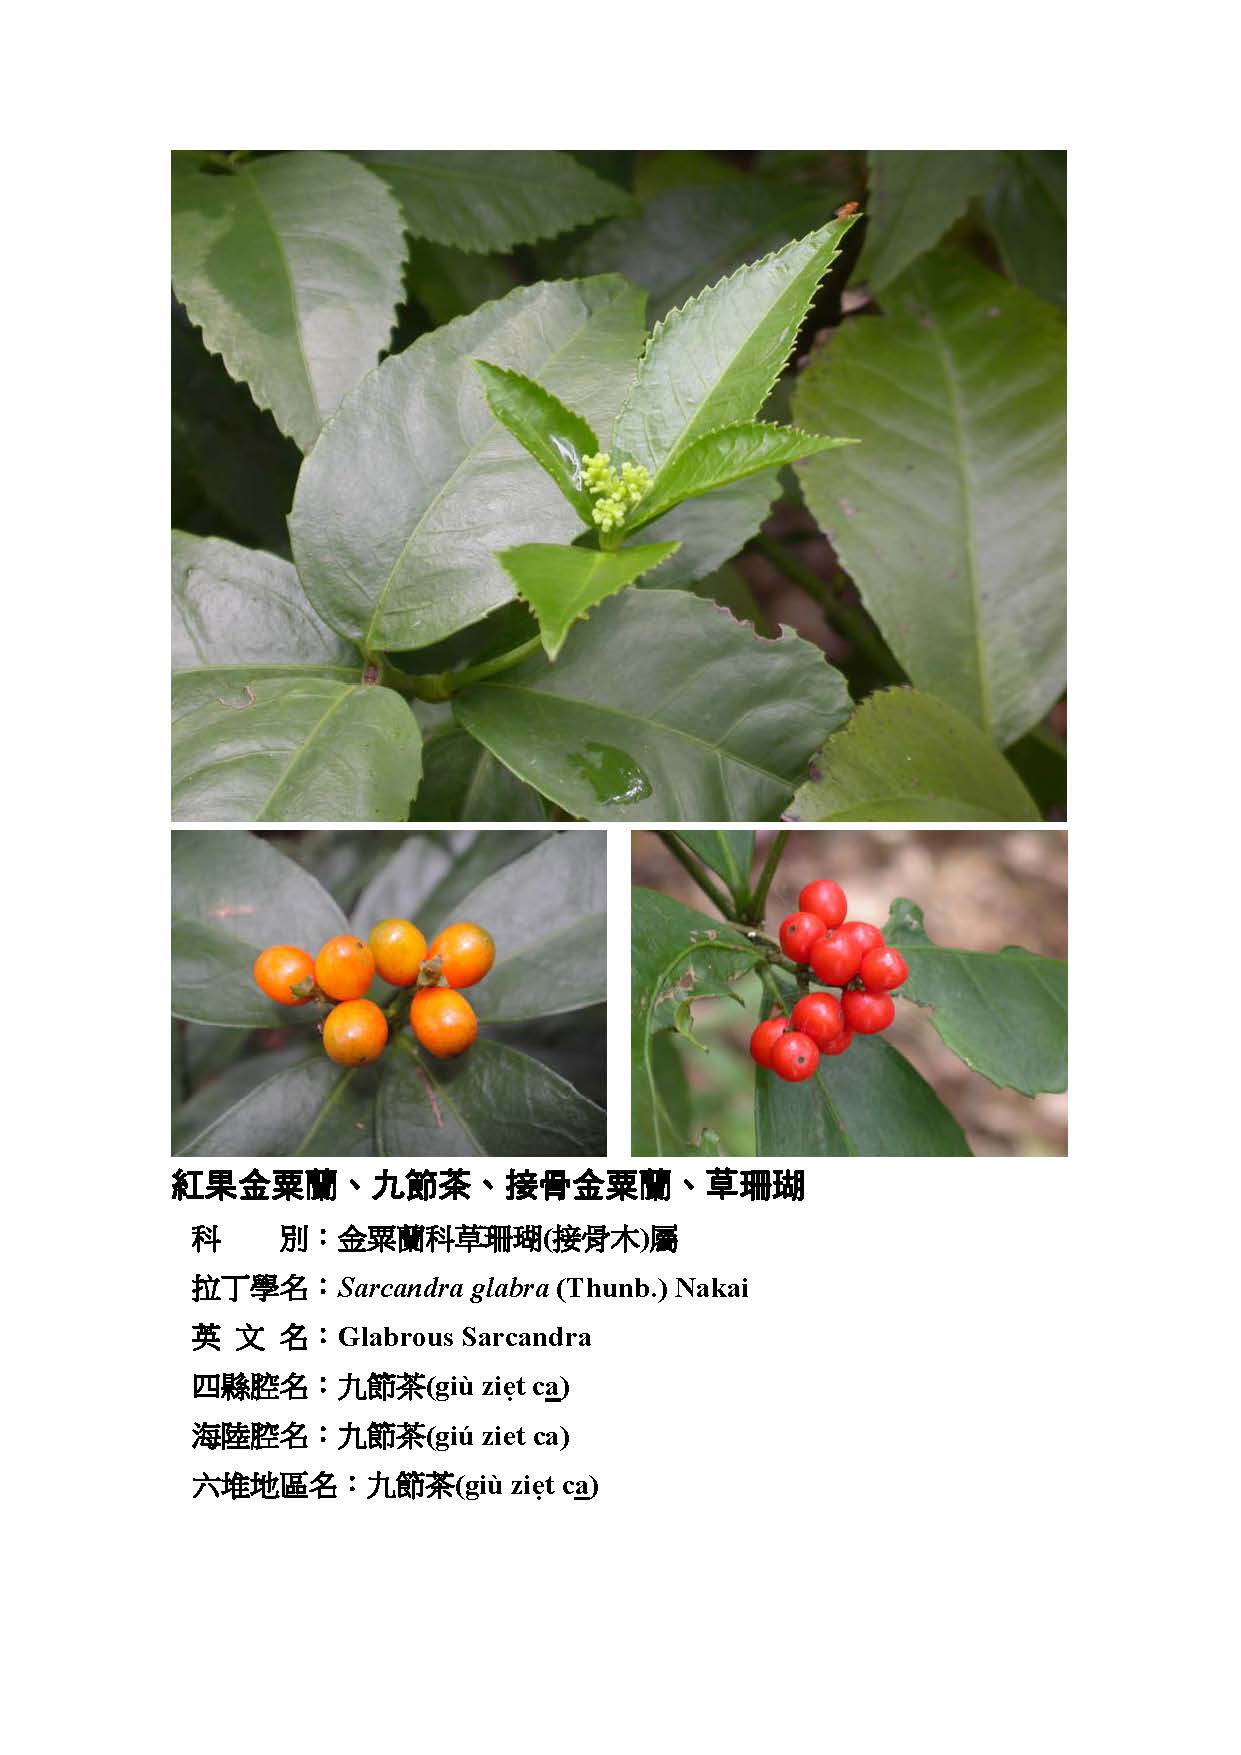 紅果金粟蘭、九節茶、接骨金粟蘭、草珊瑚
科　　別：金粟蘭科草珊瑚(接骨木)屬
拉丁學名：Sarcandra glabra (Thunb.) Nakai
英 文 名：Glabrous Sarcandra
四縣腔名：九節茶(giù ziẹt ca̲)
海陸腔名：九節茶(giú ziet ca)
六堆地區名：九節茶(giù ziẹt ca̲)